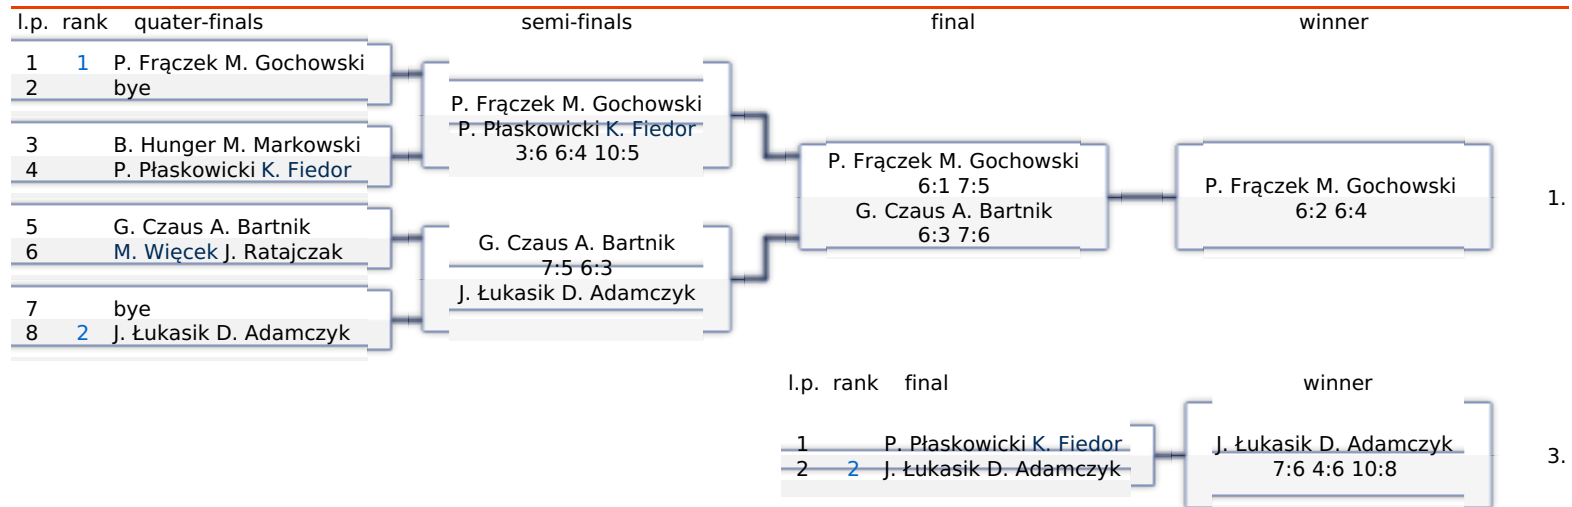 l.p. rank quater-finals semi-finals final winner
1 1 P. Frączek M. Gochowski
2 bye
3 B. Hunger M. Markowski
4 P. Płaskowicki K. Fiedor
5 G. Czaus A. Bartnik
6 M. Więcek J. Ratajczak
7 bye
8 2 J. Łukasik D. Adamczyk
P. Frączek M. Gochowski
P. Płaskowicki K. Fiedor
3:6 6:4 10:5
G. Czaus A. Bartnik
7:5 6:3
J. Łukasik D. Adamczyk
P. Frączek M. Gochowski
6:1 7:5
G. Czaus A. Bartnik
6:3 7:6
P. Frączek M. Gochowski
6:2 6:4
1.
l.p. rank final winner
1 P. Płaskowicki K. Fiedor
2 2 J. Łukasik D. Adamczyk
J. Łukasik D. Adamczyk
7:6 4:6 10:8
3.